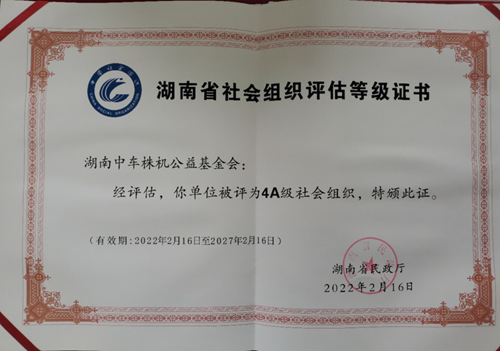 湖南省社会组织评估等级证书
湖南中车株机公益基金会：
经评估，你单位被评为4A级社会组织，特颁此证。
（有效期：2022年2月16日至2027年2月16日）
湖南省民政厅
2022年2月16日